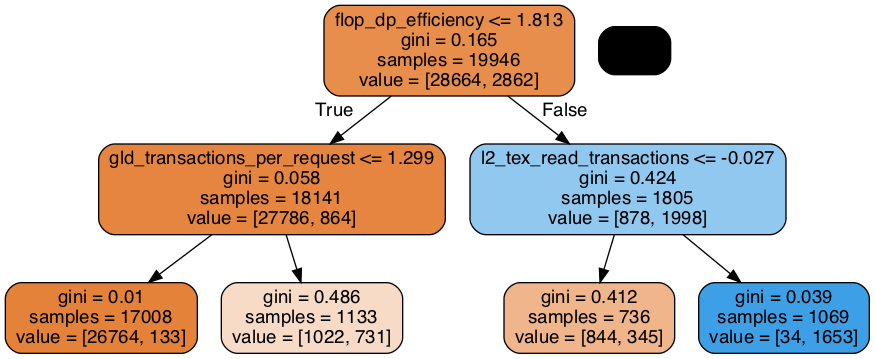 flop_dp_efficiency <= 1.813
gini = 0.165
samples = 19946
value = [28664, 2862]
True
False
gld_transactions_per_request <= 1.299
gini = 0.058
samples = 18141
value = [27786, 864]
l2_tex_read_transactions <= -0.027
gini = 0.424
samples = 1805
value = [878, 1998]
gini = 0.01
samples = 17008
value = [26764, 133]
gini = 0.486
samples = 1133
value = [1022, 731]
gini = 0.412
samples = 736
value = [844, 345]
gini = 0.039
samples = 1069
value = [34, 1653]